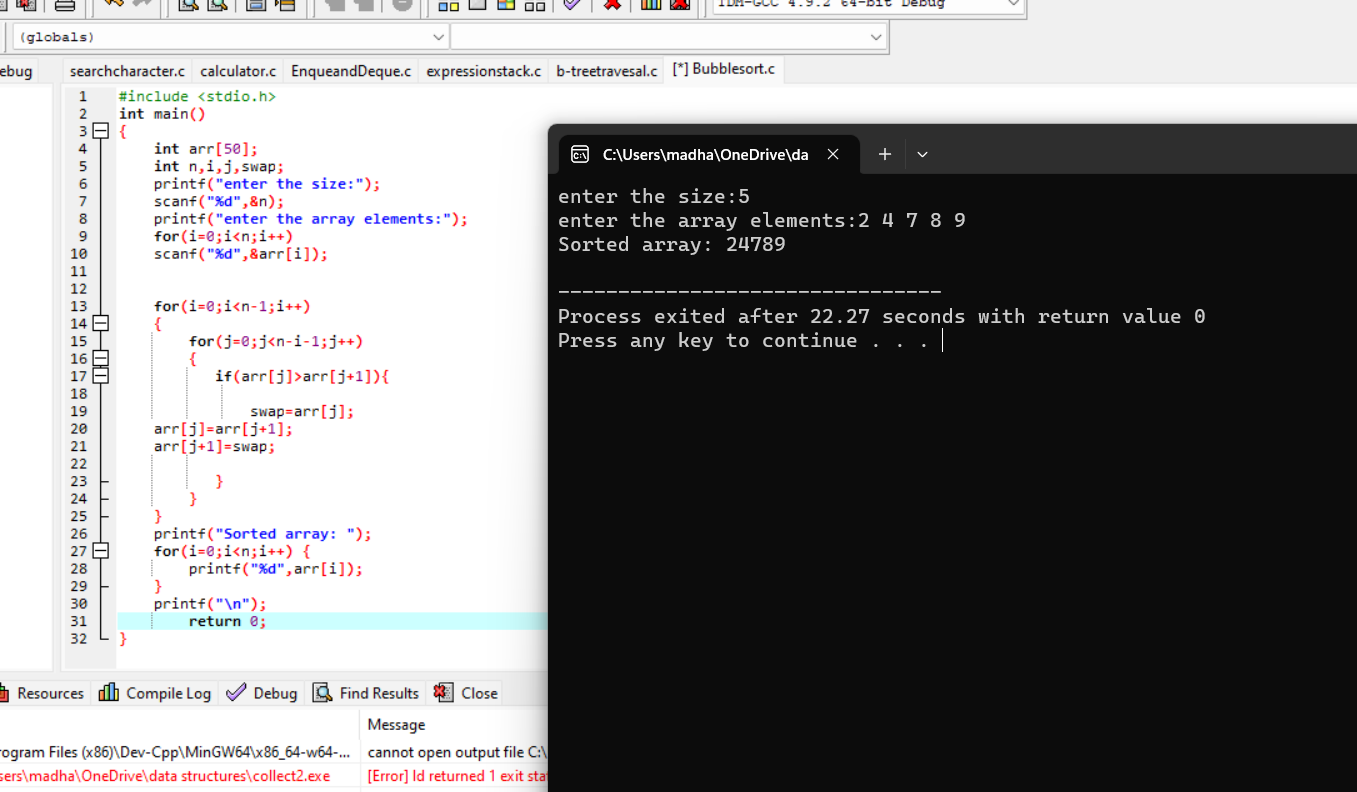 TDM-GCC 4.9.2 64-bit Debug
(globals)
ebug
searchcharacter.c calculator.c EnqueandDeque.c expressionstack.c b-treetravesal.c [*] Bubblesort.c
1 #include <stdio.h>
2 int main()
3 {
4 int arr[50];
5 int n,i,j,swap;
6 printf("enter the size:");
7 scanf("%d",&n);
8 printf("enter the array elements:");
9 for(i=0;i<n;i++)
10 scanf("%d",&arr[i]);
11
12
13 for(i=0;i<n-1;i++)
14 {
15 for(j=0;j<n-i-1;j++)
16 {
17 if(arr[j]>arr[j+1]){
18
19 swap=arr[j];
20 arr[j]=arr[j+1];
21 arr[j+1]=swap;
22
23 }
24 }
25 }
26 printf("Sorted array: ");
27 for(i=0;i<n;i++) {
28 printf("%d",arr[i]);
29 }
30 printf("\n");
31 return 0;
32 }
C:\Users\madha\OneDrive\da
enter the size:5
enter the array elements:2 4 7 8 9
Sorted array: 24789
--------------------------------
Process exited after 22.27 seconds with return value 0
Press any key to continue . . .
Resources Compile Log Debug Find Results Close
Message
rogram Files (x86)\Dev-Cpp\MinGW64\x86_64-w64-... cannot open output file C:\
sers\madha\OneDrive\data structures\collect2.exe [Error] ld returned 1 exit sta